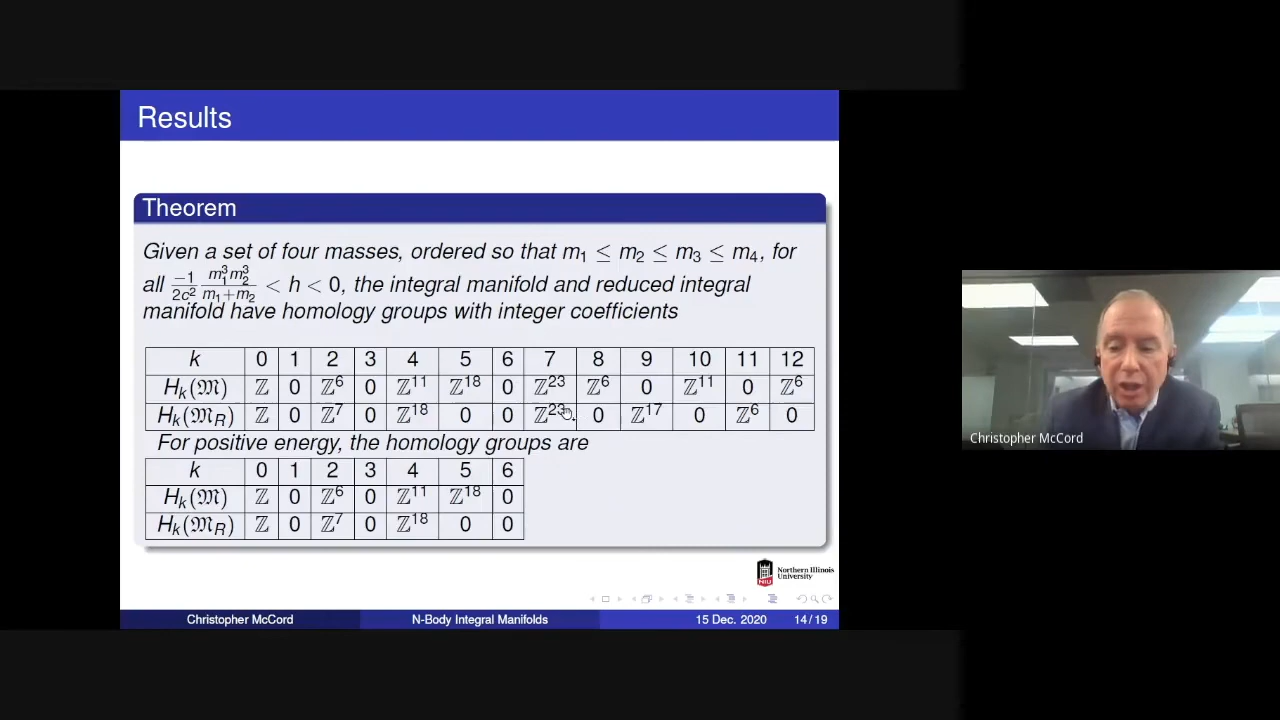 Results
Theorem
Given a set of four masses, ordered so that m₁ ≤ m₂ ≤ m₃ ≤ m₄, for
all −1/2c² m₁³m₂³/m₁+m₂ < h < 0, the integral manifold and reduced integral
manifold have homology groups with integer coefficients
k 0 1 2 3 4 5 6 7 8 9 10 11 12
Hₖ(𝔐) ℤ 0 ℤ⁶ 0 ℤ¹¹ ℤ¹⁸ 0 ℤ²³ ℤ⁶ 0 ℤ¹¹ 0 ℤ⁶
Hₖ(𝔐_R) ℤ 0 ℤ⁷ 0 ℤ¹⁸ 0 0 ℤ²³ 0 ℤ¹⁷ 0 ℤ⁶ 0
For positive energy, the homology groups are
k 0 1 2 3 4 5 6
Hₖ(𝔐) ℤ 0 ℤ⁶ 0 ℤ¹¹ ℤ¹⁸ 0
Hₖ(𝔐_R) ℤ 0 ℤ⁷ 0 ℤ¹⁸ 0 0
NIU
Northern Illinois
University
Christopher McCord N-Body Integral Manifolds 15 Dec. 2020 14/19
Christopher McCord